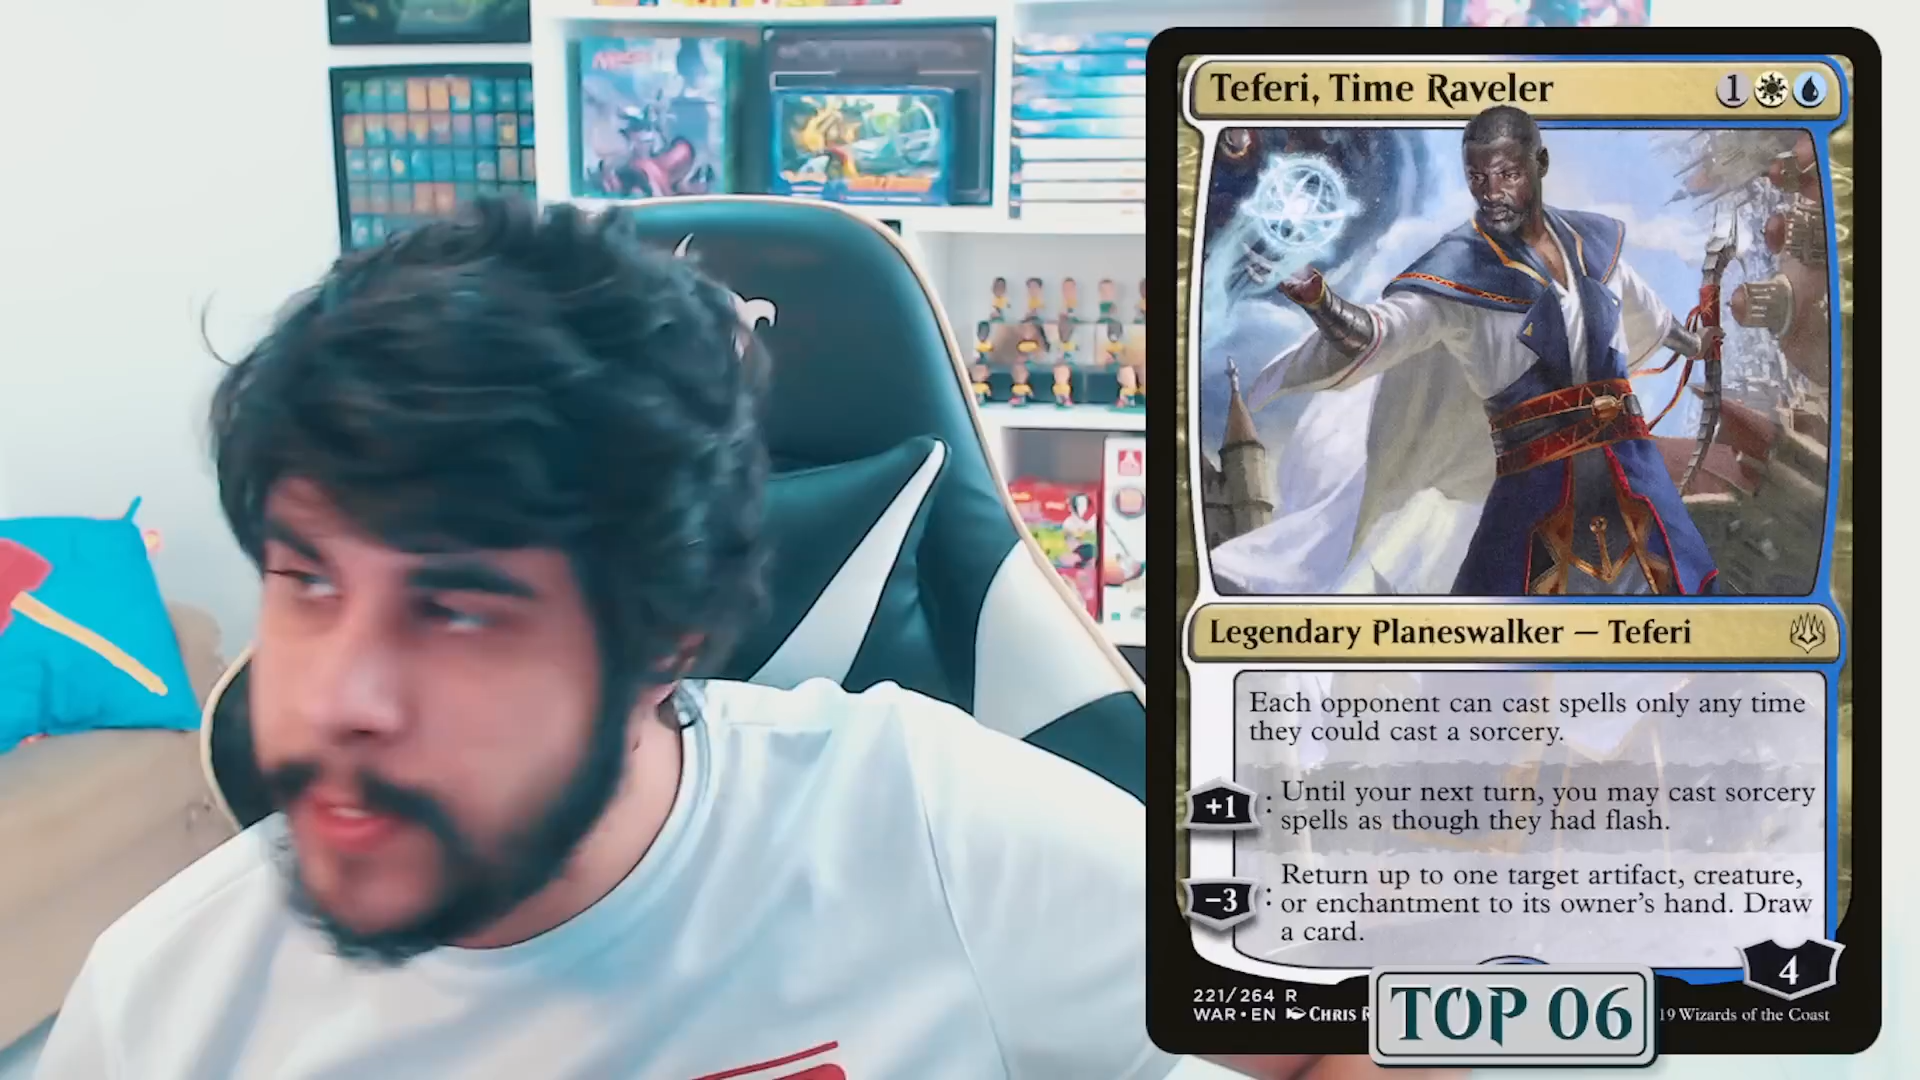 Teferi, Time Raveler
1
Legendary Planeswalker — Teferi
Each opponent can cast spells only any time
they could cast a sorcery.
+1 : Until your next turn, you may cast sorcery
spells as though they had flash.
−3 : Return up to one target artifact, creature,
or enchantment to its owner's hand. Draw
a card.
4
221/264 R
WAR • EN CHRIS R
19 Wizards of the Coast
TOP 06